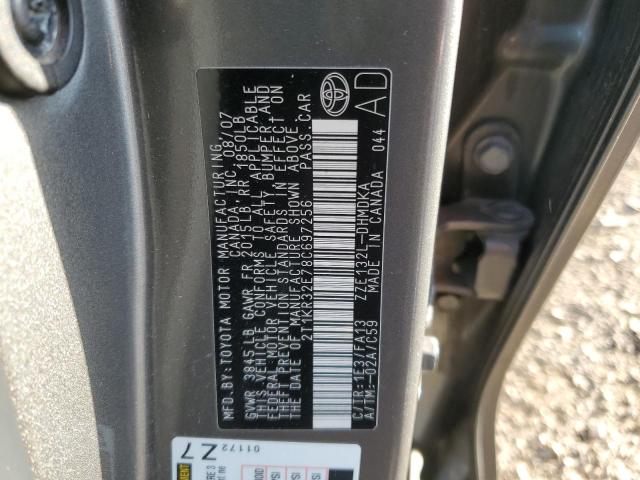 MFD.BY:TOYOTA MOTOR MANUFACTURING
CANADA, INC. 08/07
GVWR 3845LB GAWR FR 2015LB RR 1850LB
THIS VEHICLE CONFORMS TO ALL APPLICABLE
FEDERAL MOTOR VEHICLE SAFETY, BUMPER AND
THEFT PREVENTION STANDARDS IN EFFECT ON
THE DATE OF MANUFACTURE SHOWN ABOVE.
2T1KR32E78C697256 PASS.CAR
C/TR:1E3/FA13 ZZE132L-DHMDKA
A/TM:-02A/C59 MADE IN CANADA 044
AD
01172
Z7